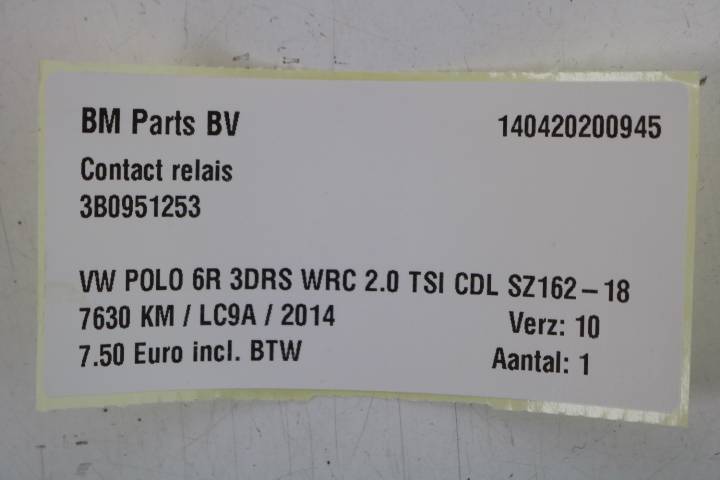 BM Parts BV 140420200945
Contact relais
3B0951253
VW POLO 6R 3DRS WRC 2.0 TSI CDL SZ162-18
7630 KM / LC9A / 2014 Verz: 10
7.50 Euro incl. BTW Aantal: 1